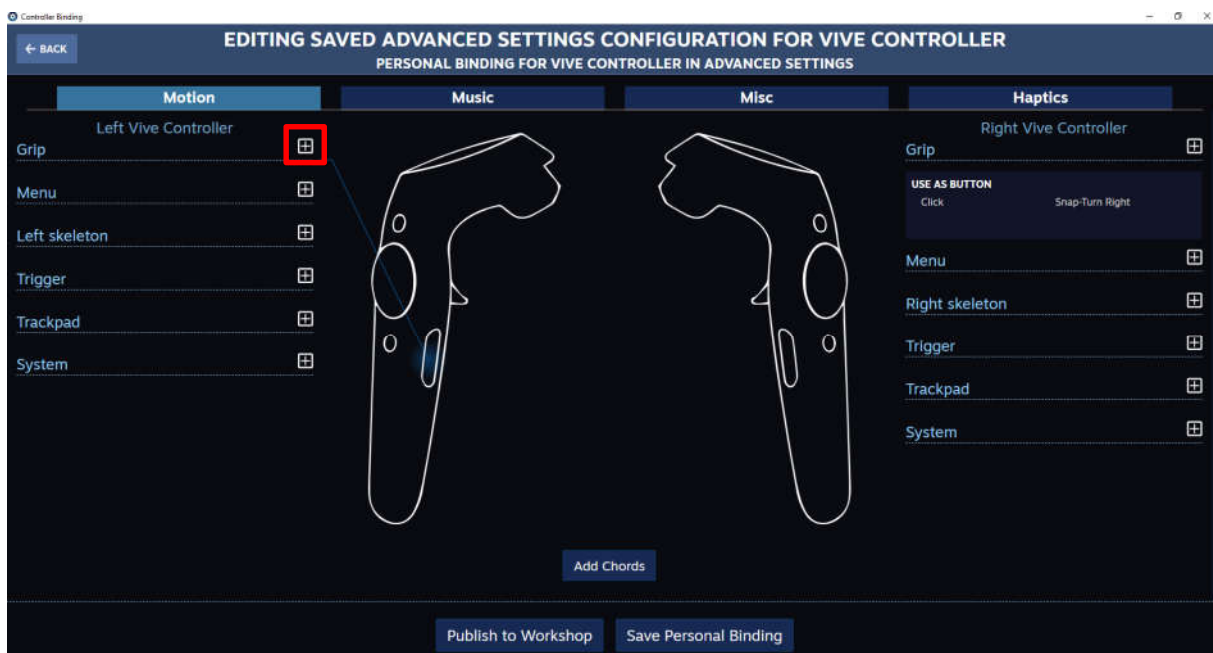 Controller Binding
← BACK
EDITING SAVED ADVANCED SETTINGS CONFIGURATION FOR VIVE CONTROLLER
PERSONAL BINDING FOR VIVE CONTROLLER IN ADVANCED SETTINGS
Motion
Music
Misc
Haptics
Left Vive Controller
Grip
Menu
Left skeleton
Trigger
Trackpad
System
Right Vive Controller
Grip
USE AS BUTTON
Click Snap-Turn Right
Menu
Right skeleton
Trigger
Trackpad
System
Add Chords
Publish to Workshop
Save Personal Binding